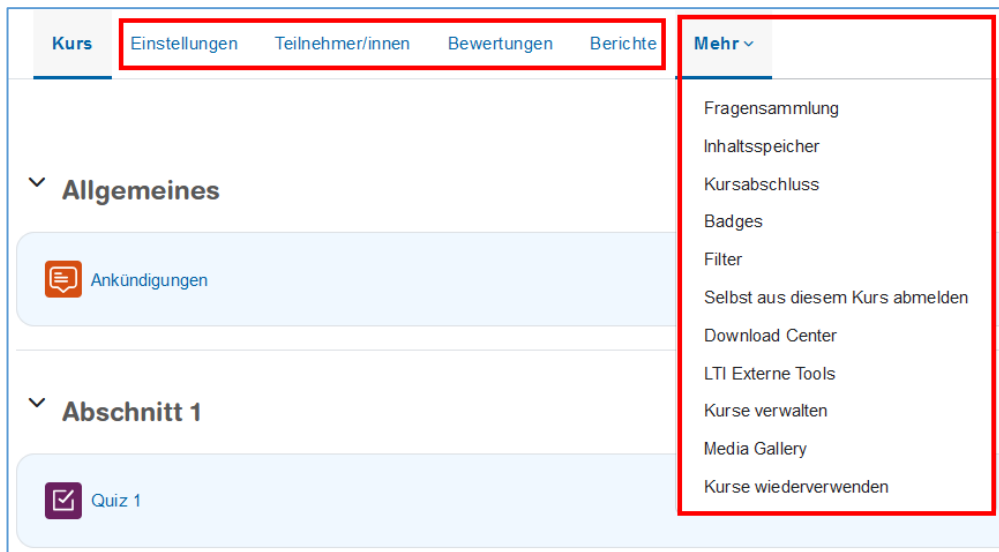 Kurs Einstellungen Teilnehmer/innen Bewertungen Berichte Mehr
Fragensammlung
Inhaltsspeicher
Kursabschluss
Badges
Filter
Selbst aus diesem Kurs abmelden
Download Center
LTI Externe Tools
Kurse verwalten
Media Gallery
Kurse wiederverwenden
Allgemeines
Ankündigungen
Abschnitt 1
Quiz 1